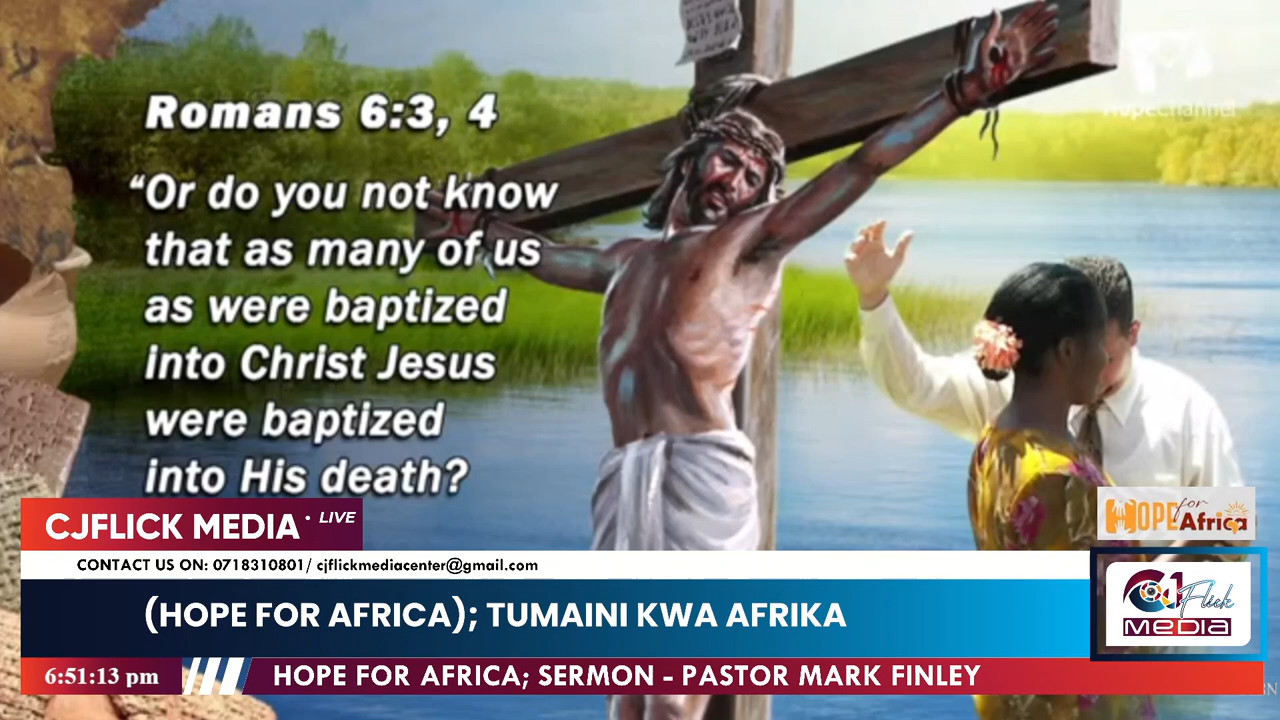 Romans 6:3, 4
“Or do you not know
that as many of us
as were baptized
into Christ Jesus
were baptized
into His death?
HopeChannel
CJFLICK MEDIA • LIVE
CONTACT US ON: 0718310801/ cjflickmediacenter@gmail.com
(HOPE FOR AFRICA); TUMAINI KWA AFRIKA
6:51:13 pm
HOPE FOR AFRICA; SERMON - PASTOR MARK FINLEY
HOPE for Africa
Flick
MEDIA